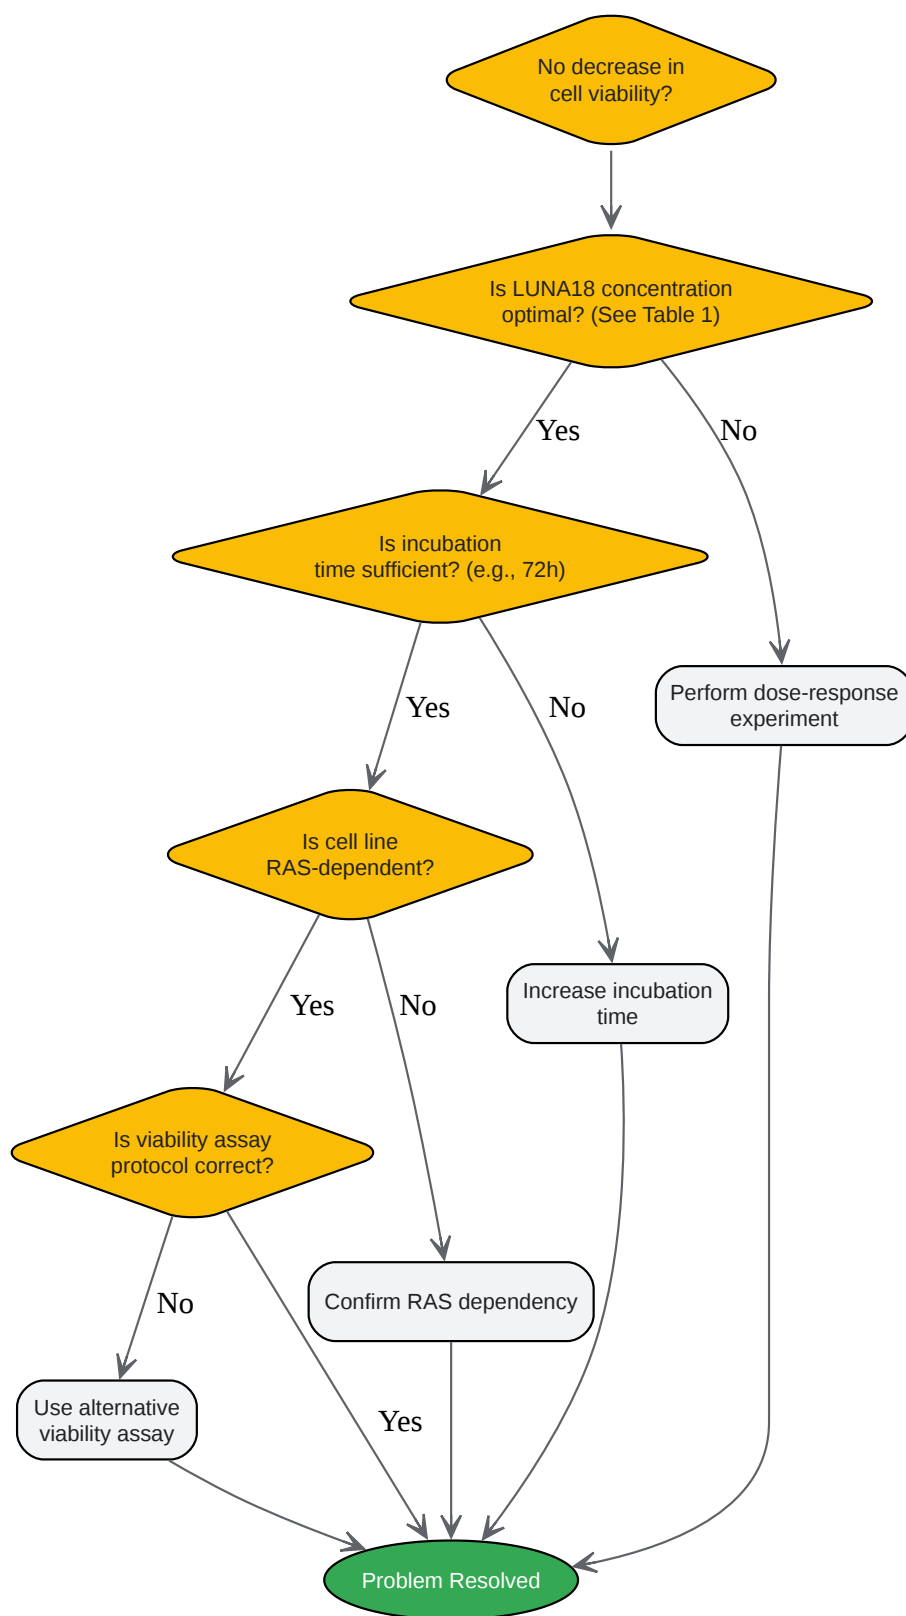 No decrease in
cell viability?
Is LUNA18 concentration
optimal? (See Table 1)
Yes
No
Is incubation
time sufficient? (e.g., 72h)
Perform dose-response
experiment
Yes
No
Is cell line
RAS-dependent?
Increase incubation
time
Yes
No
Is viability assay
protocol correct?
Confirm RAS dependency
No
Use alternative
viability assay
Yes
Problem Resolved